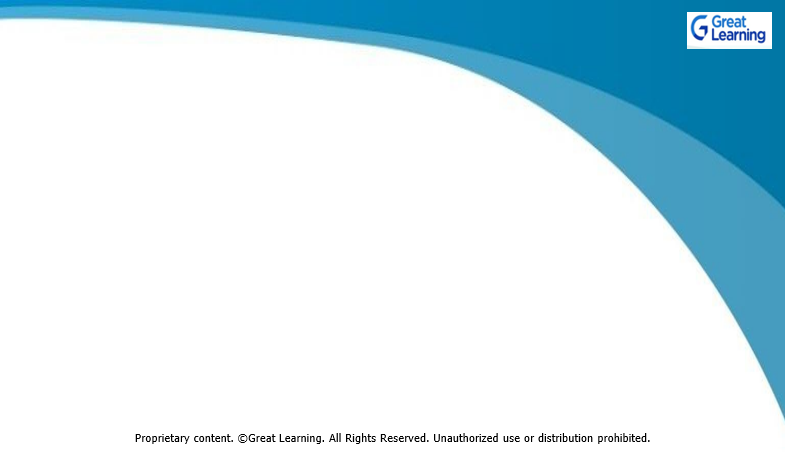 Great
Learning
Proprietary content. ©Great Learning. All Rights Reserved. Unauthorized use or distribution prohibited.